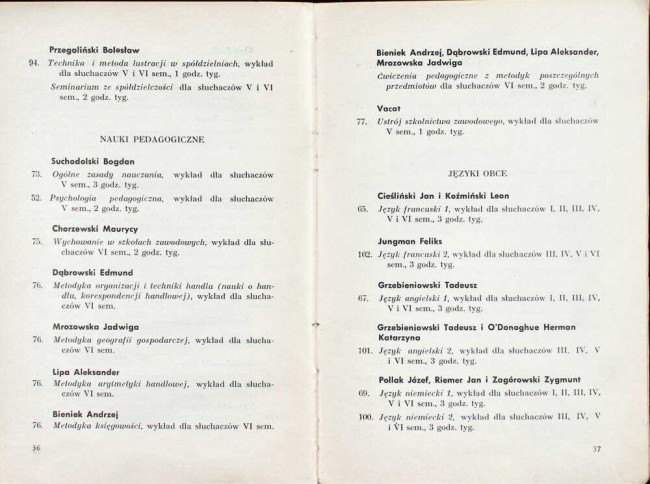 Przegaliński Bolesław
94. Technika i metoda lustracji w spółdzielniach, wykład
dla słuchaczów V i VI sem., 1 godz. tyg.
Seminarium ze spółdzielczości dla słuchaczów V i VI
sem., 2 godz. tyg.
NAUKI PEDAGOGICZNE
Suchodolski Bogdan
73. Ogólne zasady nauczania, wykład dla słuchaczów
V sem., 3 godz. tyg.
52. Psychologia pedagogiczna, wykład dla słuchaczów
V sem., 2 godz. tyg.
Chorzewski Maurycy
75. Wychowanie w szkołach zawodowych, wykład dla słu-
chaczów VI sem., 2 godz. tyg.
Dąbrowski Edmund
76. Metodyka organizacji i techniki handlu (nauki o han-
dlu, korespondencji handlowej), wykład dla słucha-
czów VI sem.
Mrozowska Jadwiga
76. Metodyka geografii gospodarczej, wykład dla słucha-
czów VI sem.
Lipa Aleksander
76. Metodyka arytmetyki handlowej, wykład dla słucha-
czów VI sem.
Bieniek Andrzej
76. Metodyka księgowości, wykład dla słuchaczów VI sem.
36
Bieniek Andrzej, Dąbrowski Edmund, Lipa Aleksander,
Mrozowska Jadwiga
Ćwiczenia pedagogiczne z metodyk poszczególnych
przedmiotów dla słuchaczów VI sem., 2 godz. tyg.
Vacat
77. Ustrój szkolnictwa zawodowego, wykład dla słuchaczów
V sem., 1 godz. tyg.
JĘZYKI OBCE
Cieśliński Jan i Koźmiński Leon
65. Język francuski 1, wykład dla słuchaczów I, II, III, IV,
V i VI sem., 3 godz. tyg.
Jungman Feliks
102. Język francuski 2, wykład dla słuchaczów III, IV, V i VI
sem., 3 godz. tyg.
Grzebieniowski Tadeusz
67. Język angielski 1, wykład dla słuchaczów I, II, III, IV,
V i VI sem., 3 godz. tyg.
Grzebieniowski Tadeusz i O'Donoghue Herman
Katarzyna
101. Język angielski 2, wykład dla słuchaczów III, IV, V
i VI sem., 3 godz. tyg.
Pollak Józef, Riemer Jan i Zagórowski Zygmunt
69. Język niemiecki 1, wykład dla słuchaczów I, II, III, IV,
V i VI sem., 3 godz. tyg.
100. Język niemiecki 2, wykład dla słuchaczów III, IV, V
i VI sem., 3 godz. tyg.
37